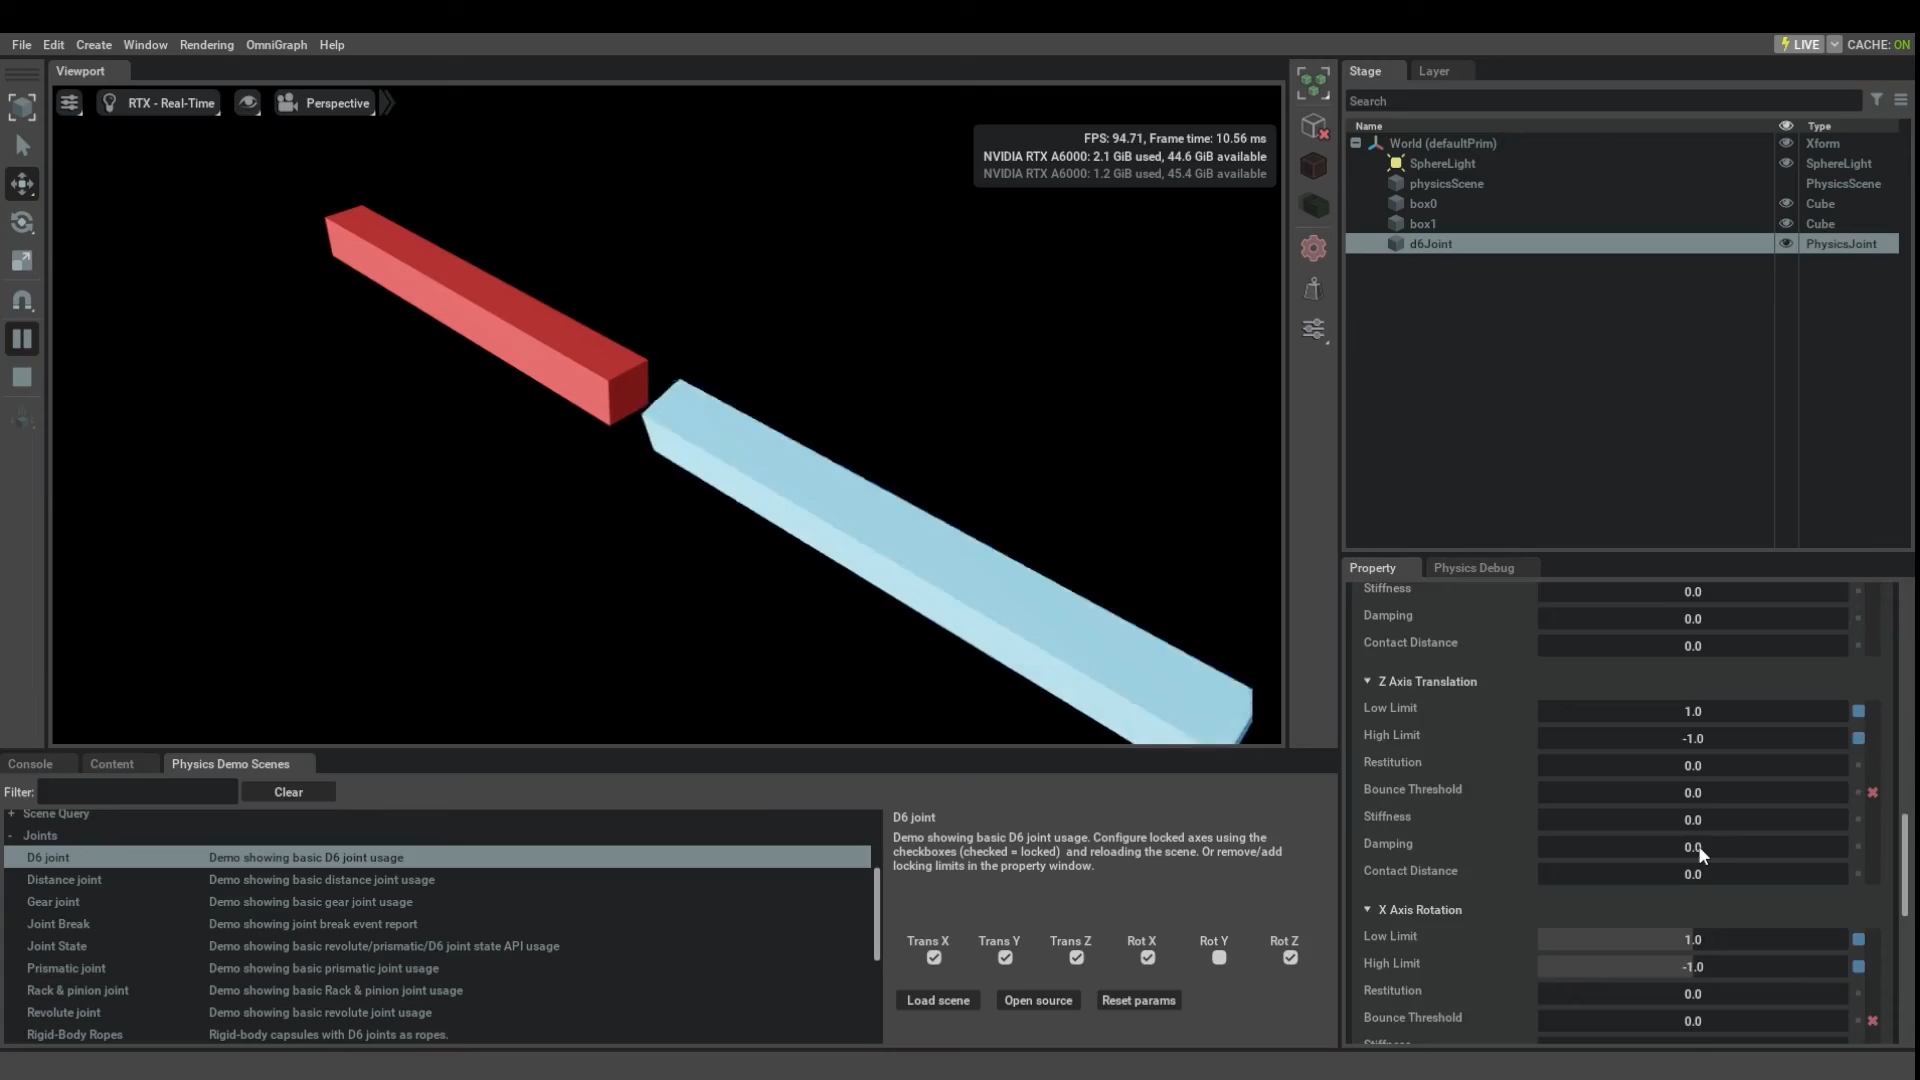 File Edit Create Window Rendering OmniGraph Help
LIVE CACHE: ON
Viewport
RTX - Real-Time
Perspective
FPS: 94.71, Frame time: 10.56 ms
NVIDIA RTX A6000: 2.1 GiB used, 44.6 GiB available
NVIDIA RTX A6000: 1.2 GiB used, 45.4 GiB available
Stage Layer
Search
Name Type
World (defaultPrim) Xform
SphereLight SphereLight
physicsScene PhysicsScene
box0 Cube
box1 Cube
d6Joint PhysicsJoint
Property Physics Debug
Stiffness 0.0
Damping 0.0
Contact Distance 0.0
Z Axis Translation
Low Limit 1.0
High Limit -1.0
Restitution 0.0
Bounce Threshold 0.0
Stiffness 0.0
Damping 0.0
Contact Distance 0.0
X Axis Rotation
Low Limit 1.0
High Limit -1.0
Restitution 0.0
Bounce Threshold 0.0
Stiffness
Console Content Physics Demo Scenes
Filter: Clear
+ Scene Query
- Joints
D6 joint Demo showing basic D6 joint usage
Distance joint Demo showing basic distance joint usage
Gear joint Demo showing basic gear joint usage
Joint Break Demo showing joint break event report
Joint State Demo showing basic revolute/prismatic/D6 joint state API usage
Prismatic joint Demo showing basic prismatic joint usage
Rack & pinion joint Demo showing basic Rack & pinion joint usage
Revolute joint Demo showing basic revolute joint usage
Rigid-Body Ropes Rigid-body capsules with D6 joints as ropes.
D6 joint
Demo showing basic D6 joint usage. Configure locked axes using the
checkboxes (checked = locked) and reloading the scene. Or remove/add
locking limits in the property window.
Trans X Trans Y Trans Z Rot X Rot Y Rot Z
Load scene Open source Reset params